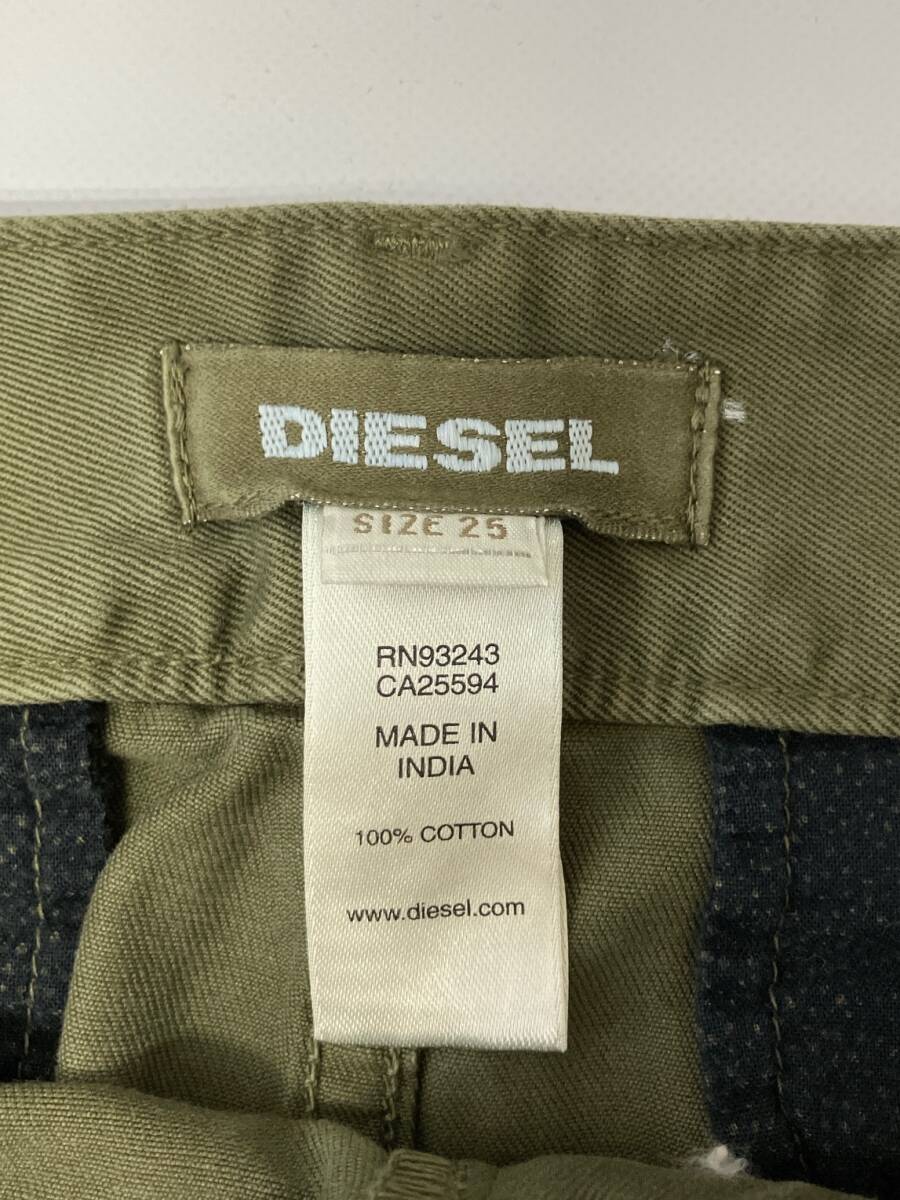 DIESEL
SIZE 25
RN93243
CA25594
MADE IN
INDIA
100% COTTON
www.diesel.com